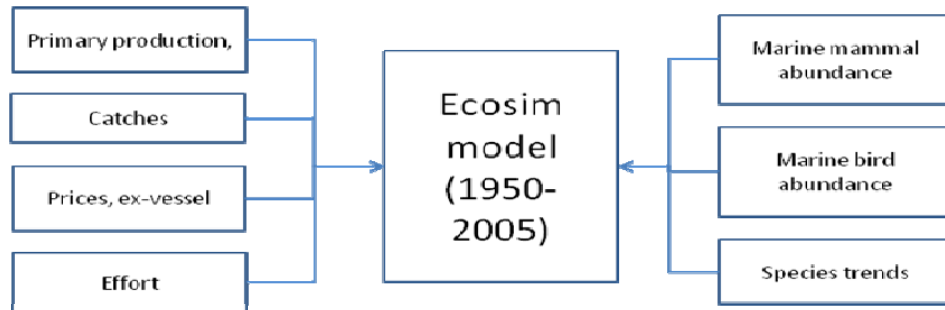 Primary production,
Catches
Prices, ex-vessel
Effort
Ecosim
model
(1950-
2005)
Marine mammal
abundance
Marine bird
abundance
Species trends